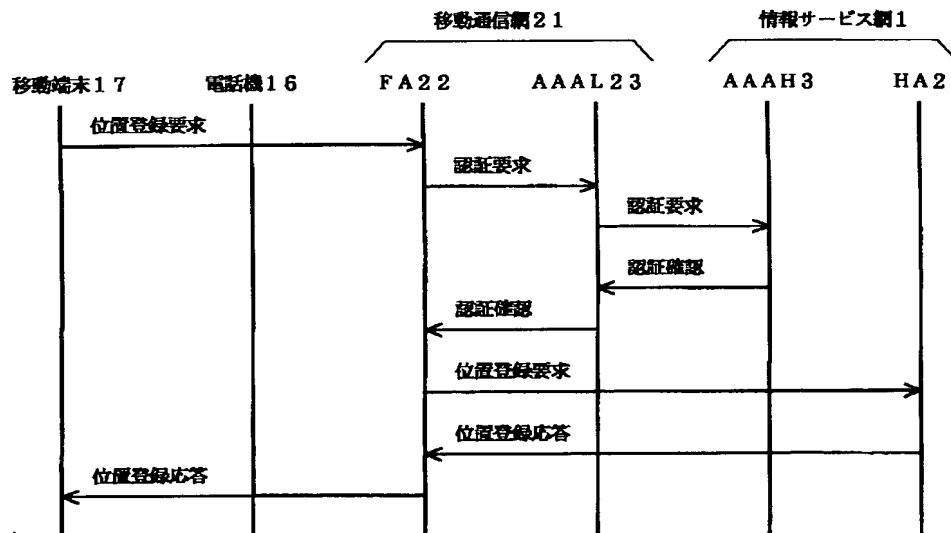 移動通信網21 情報サービス網1
移動端末17 電話機16 FA22 AAAL23 AAAH3 HA2
位置登録要求
認証要求
認証要求
認証確認
認証確認
位置登録要求
位置登録応答
位置登録応答